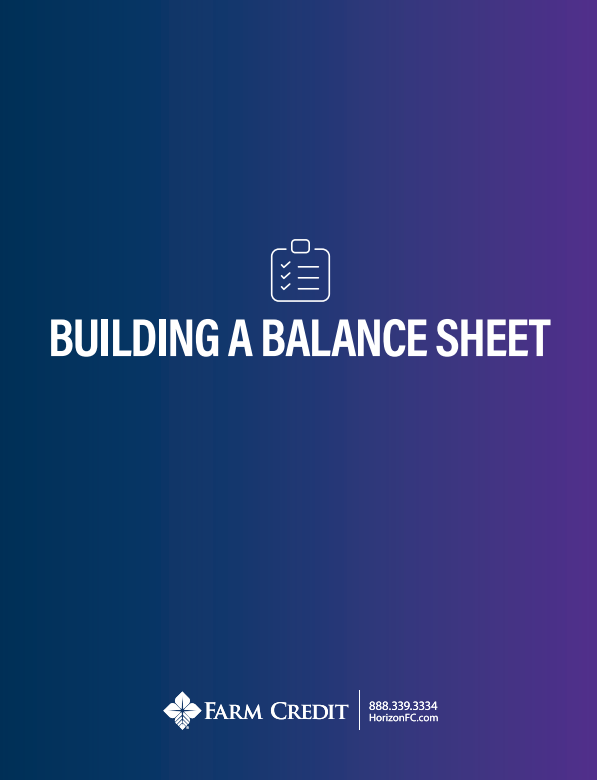 BUILDING A BALANCE SHEET
FARM CREDIT
888.339.3334
HorizonFC.com